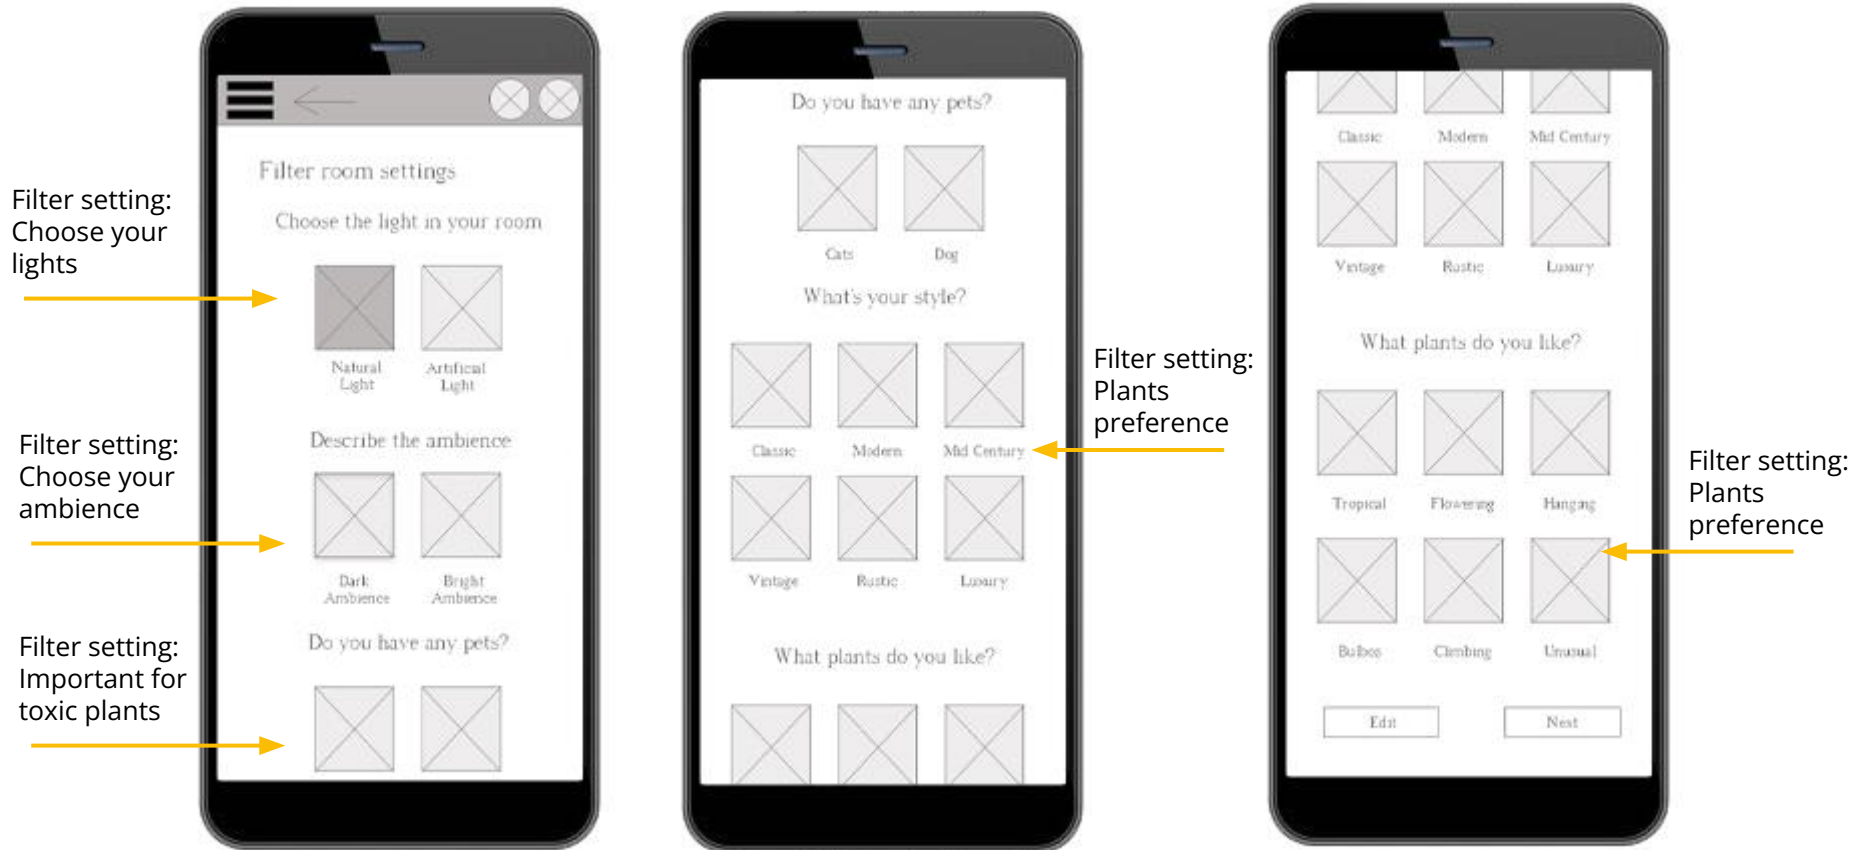 Filter setting:
Choose your
lights
Filter setting:
Choose your
ambience
Filter setting:
Important for
toxic plants
Filter room settings
Choose the light in your room
Natural
Light
Artificial
Light
Describe the ambience
Dark
Ambience
Bright
Ambience
Do you have any pets?
Do you have any pets?
Cats Dog
What's your style?
Classic Modern Mid Century
Vintage Rustic Luxury
What plants do you like?
Filter setting:
Plants
preference
Classic Modern Mid Century
Vintage Rustic Luxury
What plants do you like?
Tropical Flowering Hanging
Bulbos Climbing Unusual
Edit Next
Filter setting:
Plants
preference